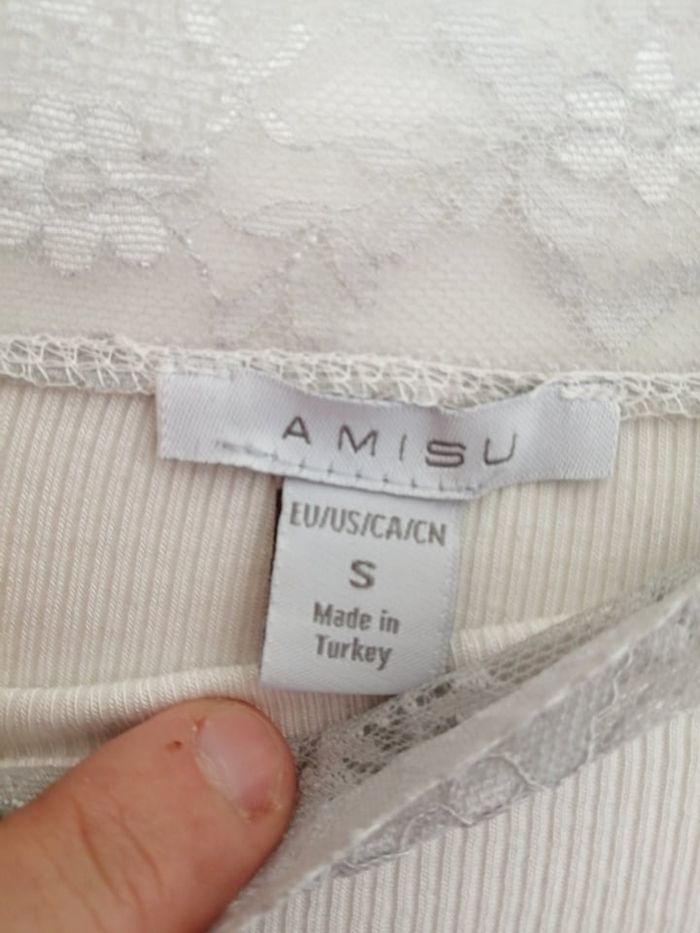 AMISU
EU/US/CA/CN
S
Made in
Turkey